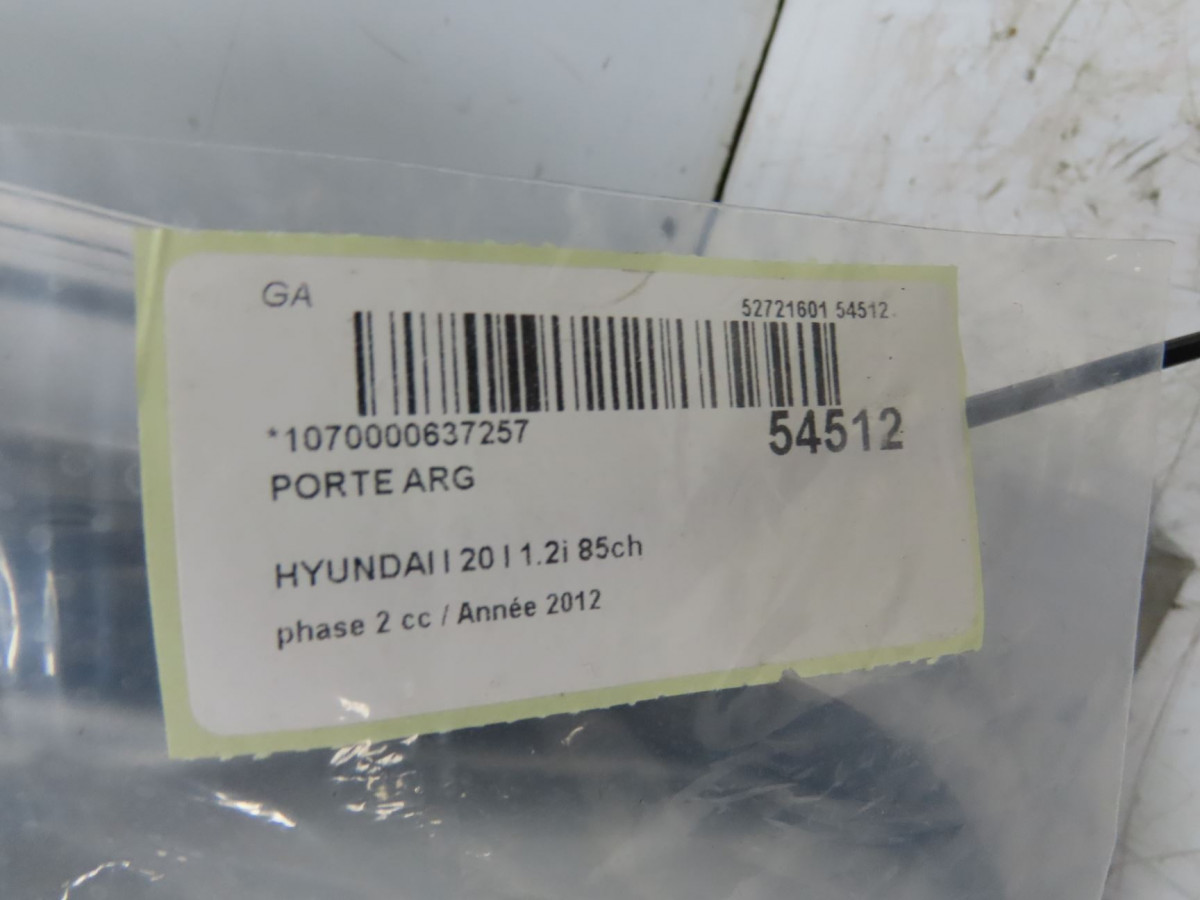 GA
52721601 54512
*1070000637257
54512
PORTE ARG
HYUNDAI I 20 I 1.2i 85ch
phase 2 cc / Année 2012